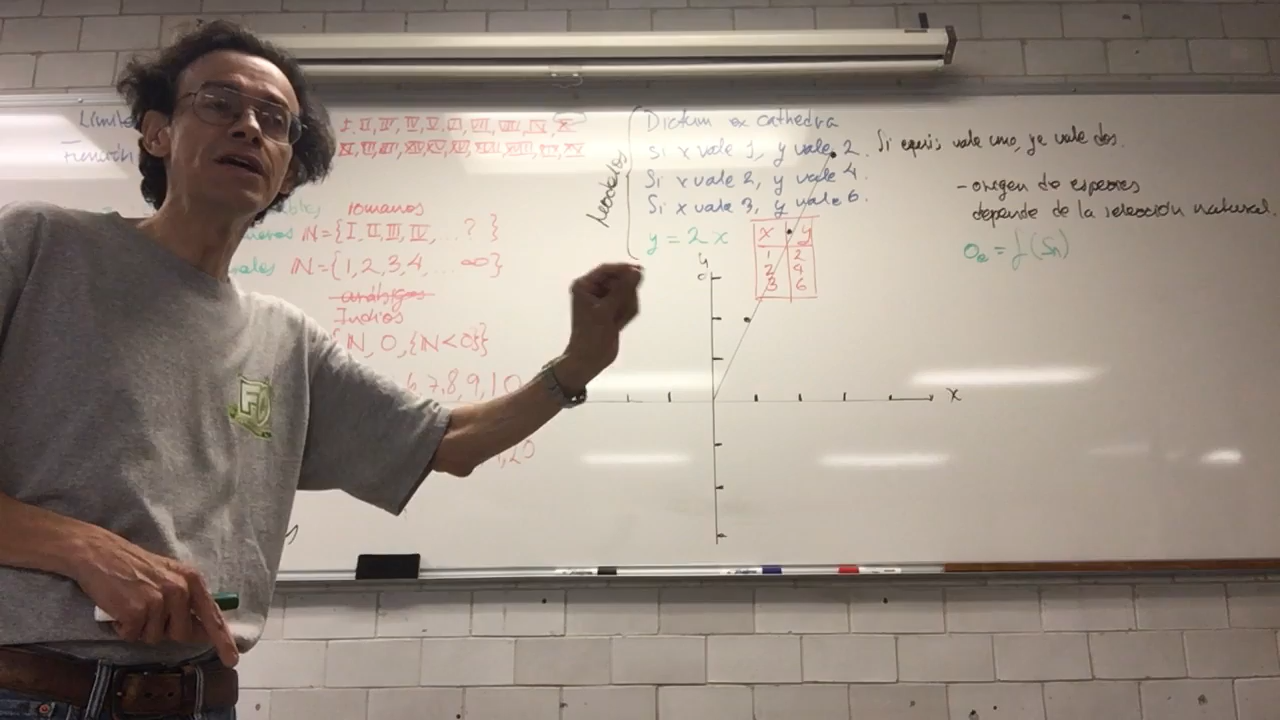 Límite
Función
I, II, III, IV, V, VI, VII, VIII, IX, X
XI, XII, XIII, XIV, XV, XVI, XVII, XVIII, XIX, XX
romanos
ℕ={I, II, III, IV, ... ? }
ℕ={1,2,3,4, ... ∞}
Indios
ℕ, 0, {ℕ<0}}
6,7,8,9,10
Modelos
Dictum ex cathedra
Si x vale 1, y vale 2.
Si x vale 2, y vale 4.
Si x vale 3, y vale 6.
y = 2x
x y
1 2
2 4
3 6
y
x
Si equis vale uno, ye vale dos.
- origen de especies
depende de la selección natural.
Oe = f(Sn)
F